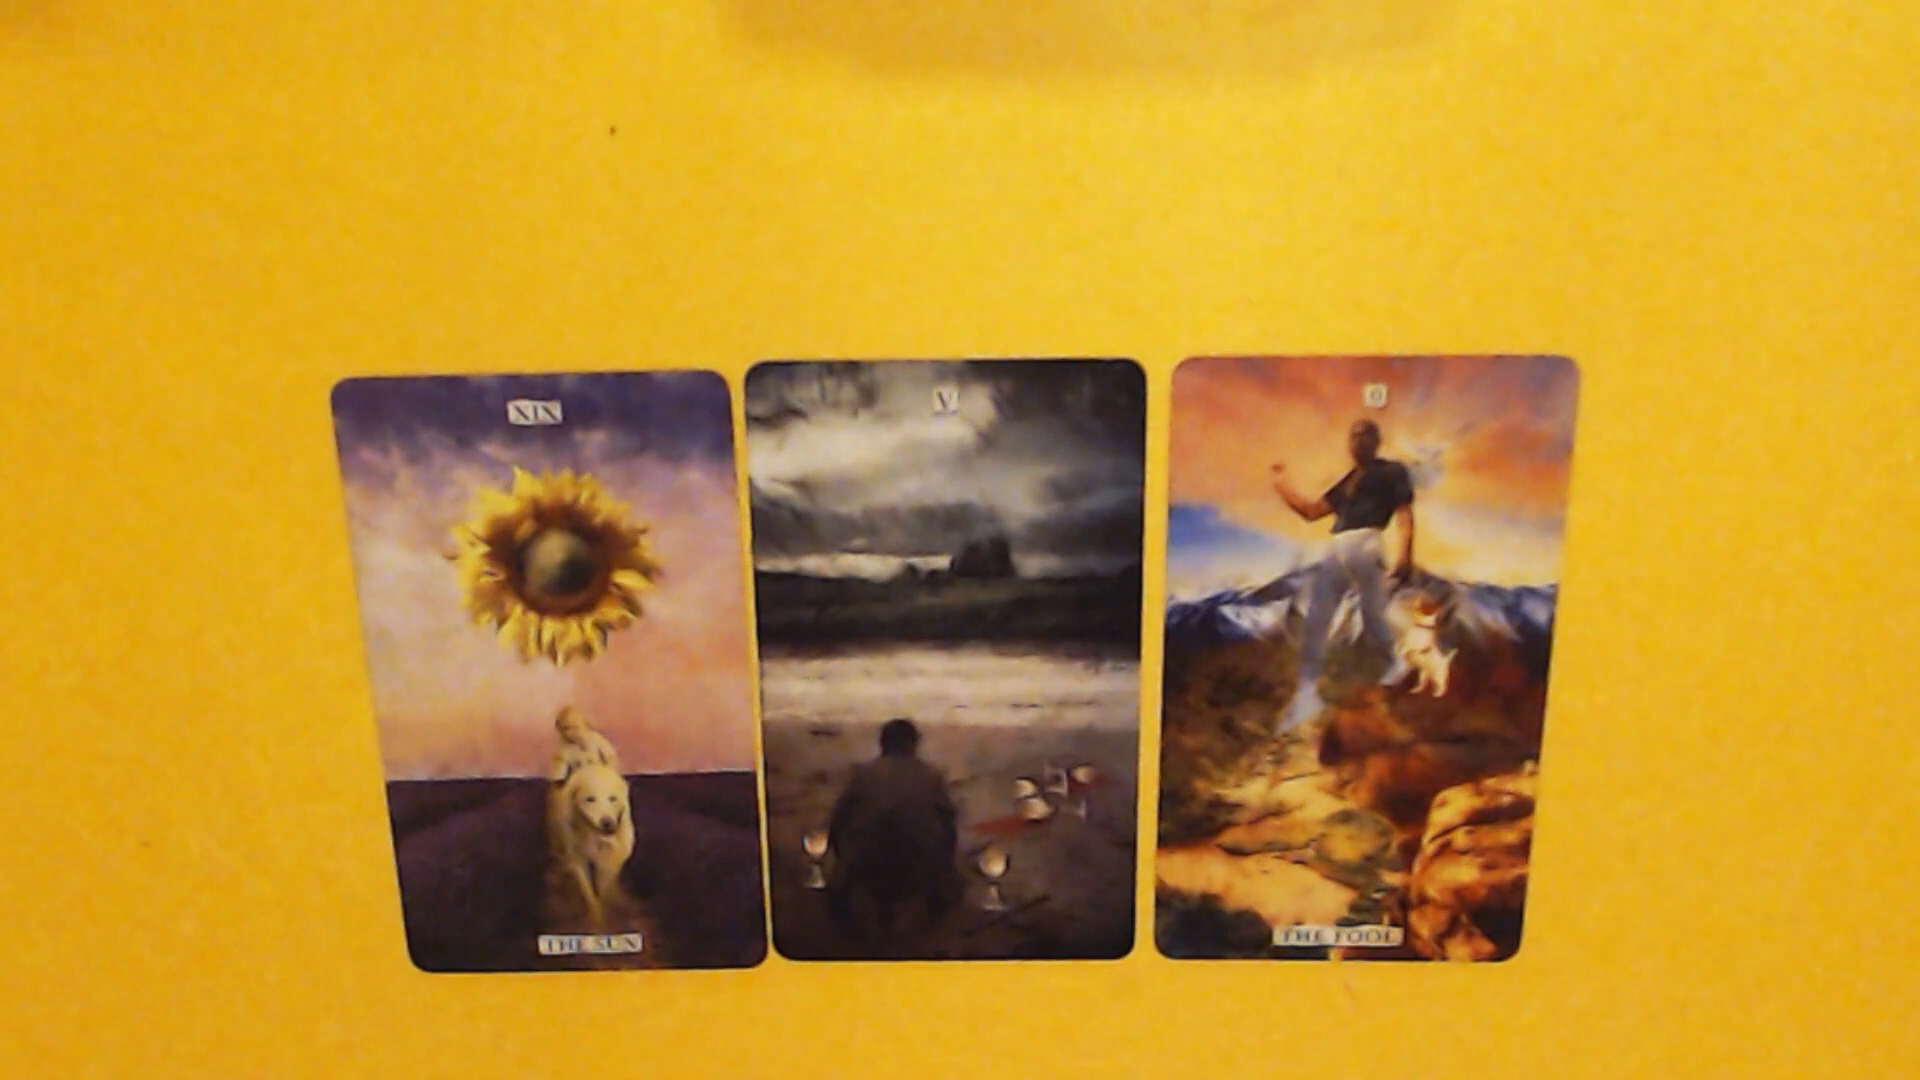 XIX
V
0
THE SUN
THE FOOL